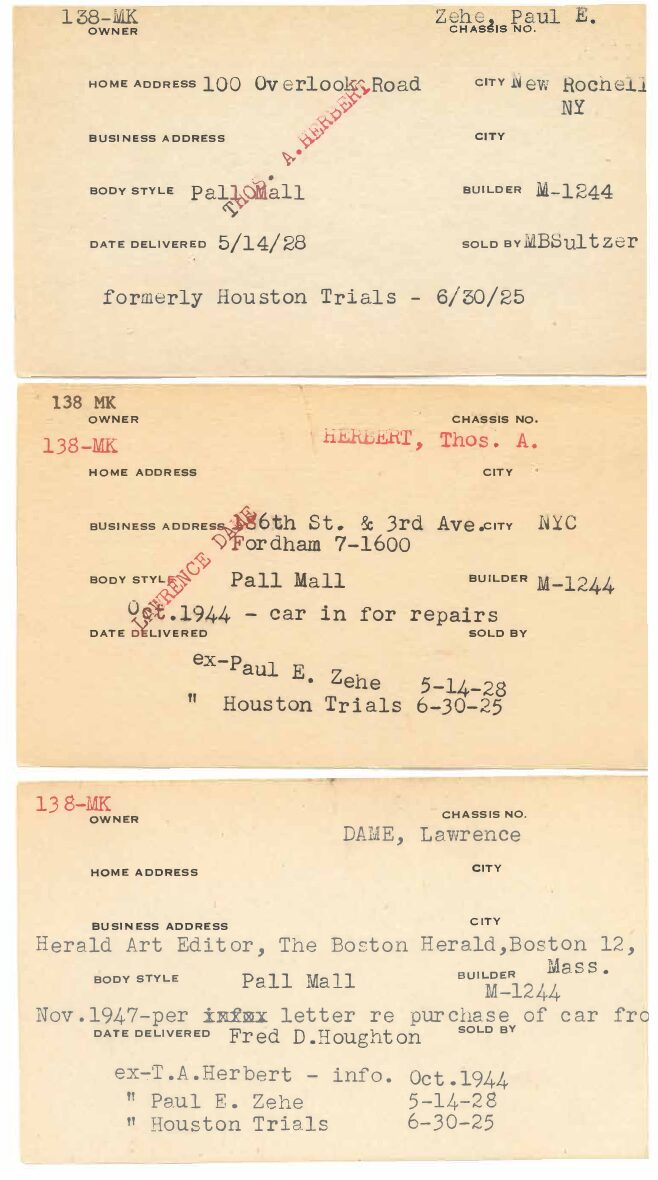 138-MK Zehe, Paul E.
OWNER CHASSIS NO.
HOME ADDRESS 100 Overlook Road CITY New Rochell
NY
BUSINESS ADDRESS CITY
THOS. A.HERBERT
BODY STYLE Pall Mall BUILDER M-1244
DATE DELIVERED 5/14/28 SOLD BY MBSultzer
formerly Houston Trials - 6/30/25
138 MK
OWNER CHASSIS NO.
138-MK HERBERT, Thos. A.
HOME ADDRESS CITY
BUSINESS ADDRESS 186th St. & 3rd Ave. CITY NYC
Fordham 7-1600
LAWRENCE DAME
BODY STYLE Pall Mall BUILDER M-1244
Oct.1944 - car in for repairs
DATE DELIVERED SOLD BY
ex-Paul E. Zehe 5-14-28
" Houston Trials 6-30-25
138-MK
OWNER CHASSIS NO.
DAME, Lawrence
HOME ADDRESS CITY
BUSINESS ADDRESS CITY
Herald Art Editor, The Boston Herald,Boston 12,
Mass.
BODY STYLE Pall Mall BUILDER
M-1244
Nov.1947-per letter re purchase of car fro
DATE DELIVERED Fred D.Houghton SOLD BY
ex-T.A.Herbert - info. Oct.1944
" Paul E. Zehe 5-14-28
" Houston Trials 6-30-25